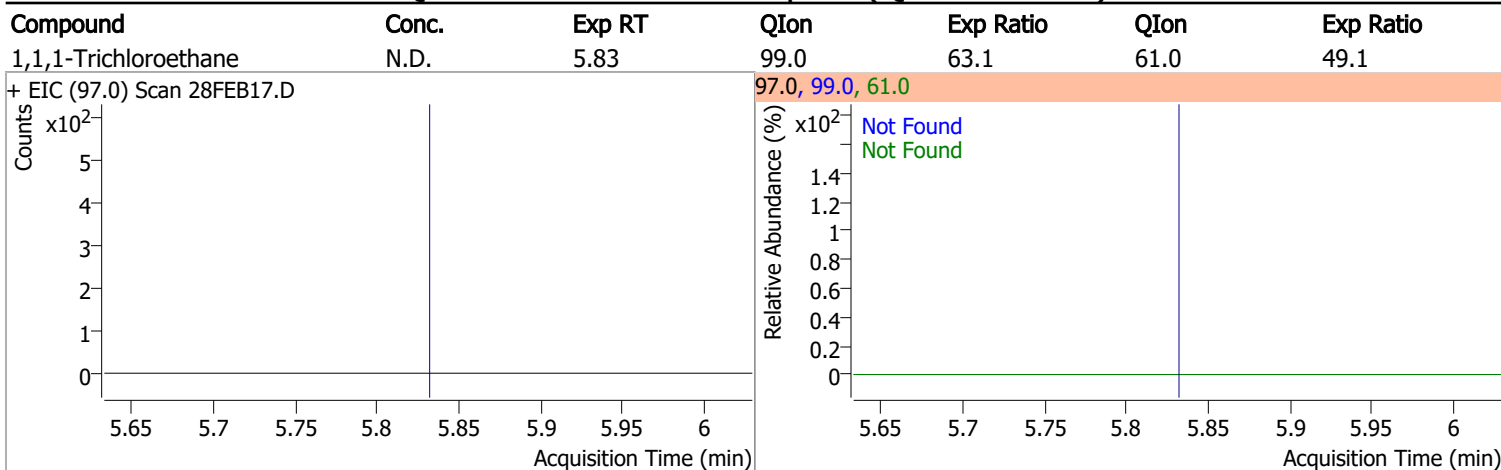 Compound Conc. Exp RT QIon Exp Ratio QIon Exp Ratio
1,1,1-Trichloroethane N.D. 5.83 99.0 63.1 61.0 49.1
+ EIC (97.0) Scan 28FEB17.D
Counts
x10²
5
4
3
2
1
0
5.65 5.7 5.75 5.8 5.85 5.9 5.95 6
Acquisition Time (min)
97.0, 99.0, 61.0
Relative Abundance (%)
x10²
Not Found
Not Found
1.4
1.2
1
0.8
0.6
0.4
0.2
0
5.65 5.7 5.75 5.8 5.85 5.9 5.95 6
Acquisition Time (min)